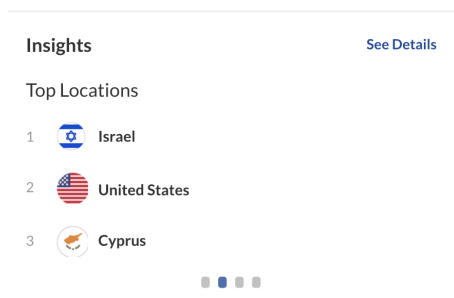 Insights
See Details
Top Locations
1 Israel
2 United States
3 Cyprus